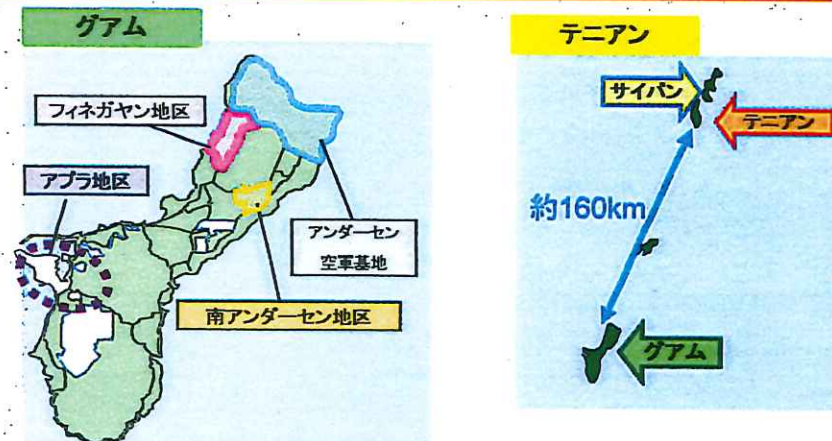 グアム
フィネガヤン地区
アプラ地区
アンダーセン
空軍基地
南アンダーセン地区
テニアン
サイパン
テニアン
約160km
グアム